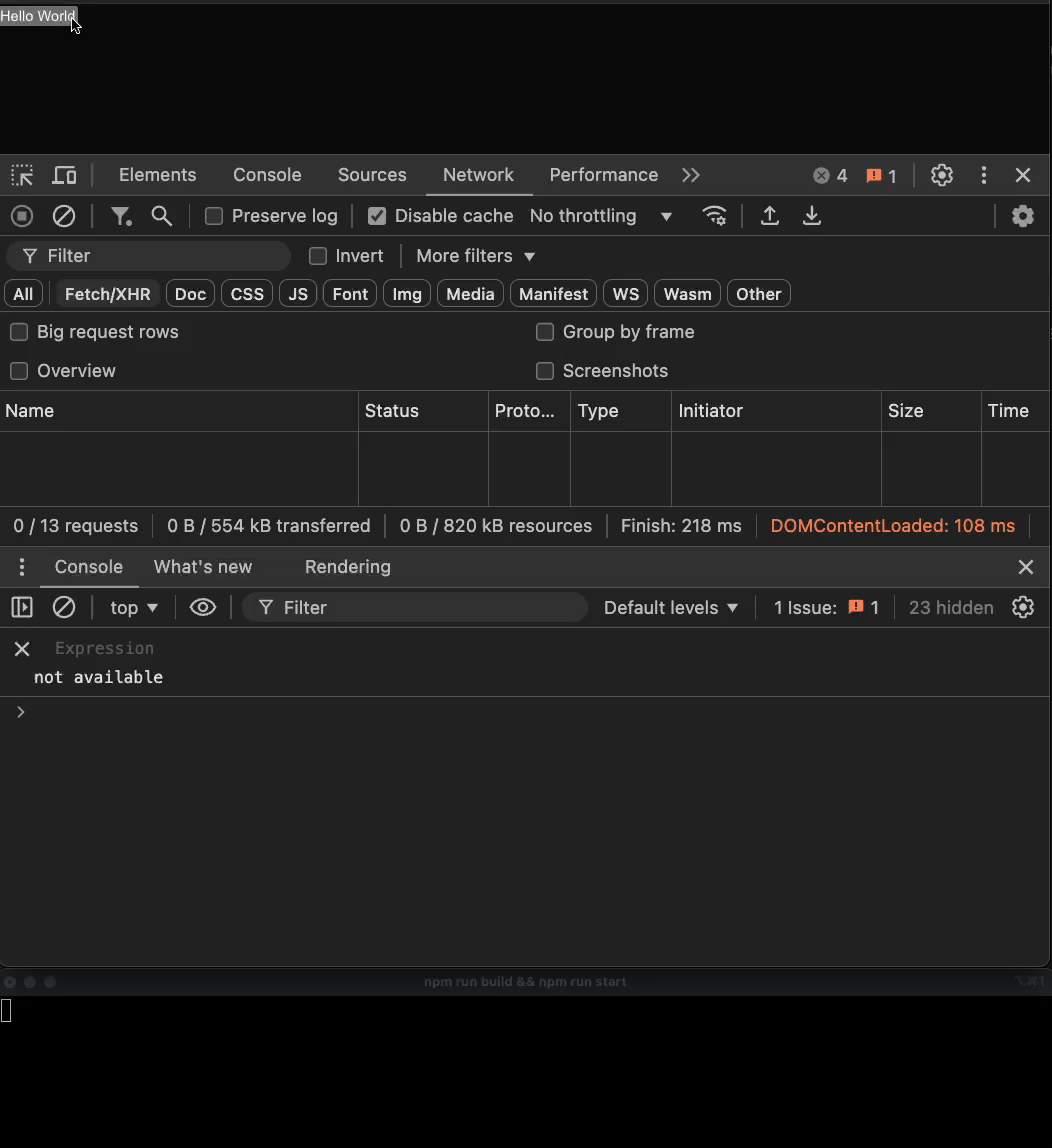 Hello World
Elements Console Sources Network Performance 4 1
Preserve log Disable cache No throttling
Filter Invert More filters
All Fetch/XHR Doc CSS JS Font Img Media Manifest WS Wasm Other
Big request rows Group by frame
Overview Screenshots
Name Status Proto... Type Initiator Size Time
0 / 13 requests 0 B / 554 kB transferred 0 B / 820 kB resources Finish: 218 ms DOMContentLoaded: 108 ms
Console What's new Rendering
top Filter Default levels 1 Issue: 1 23 hidden
Expression
not available
npm run build && npm run start ⌥⌘1